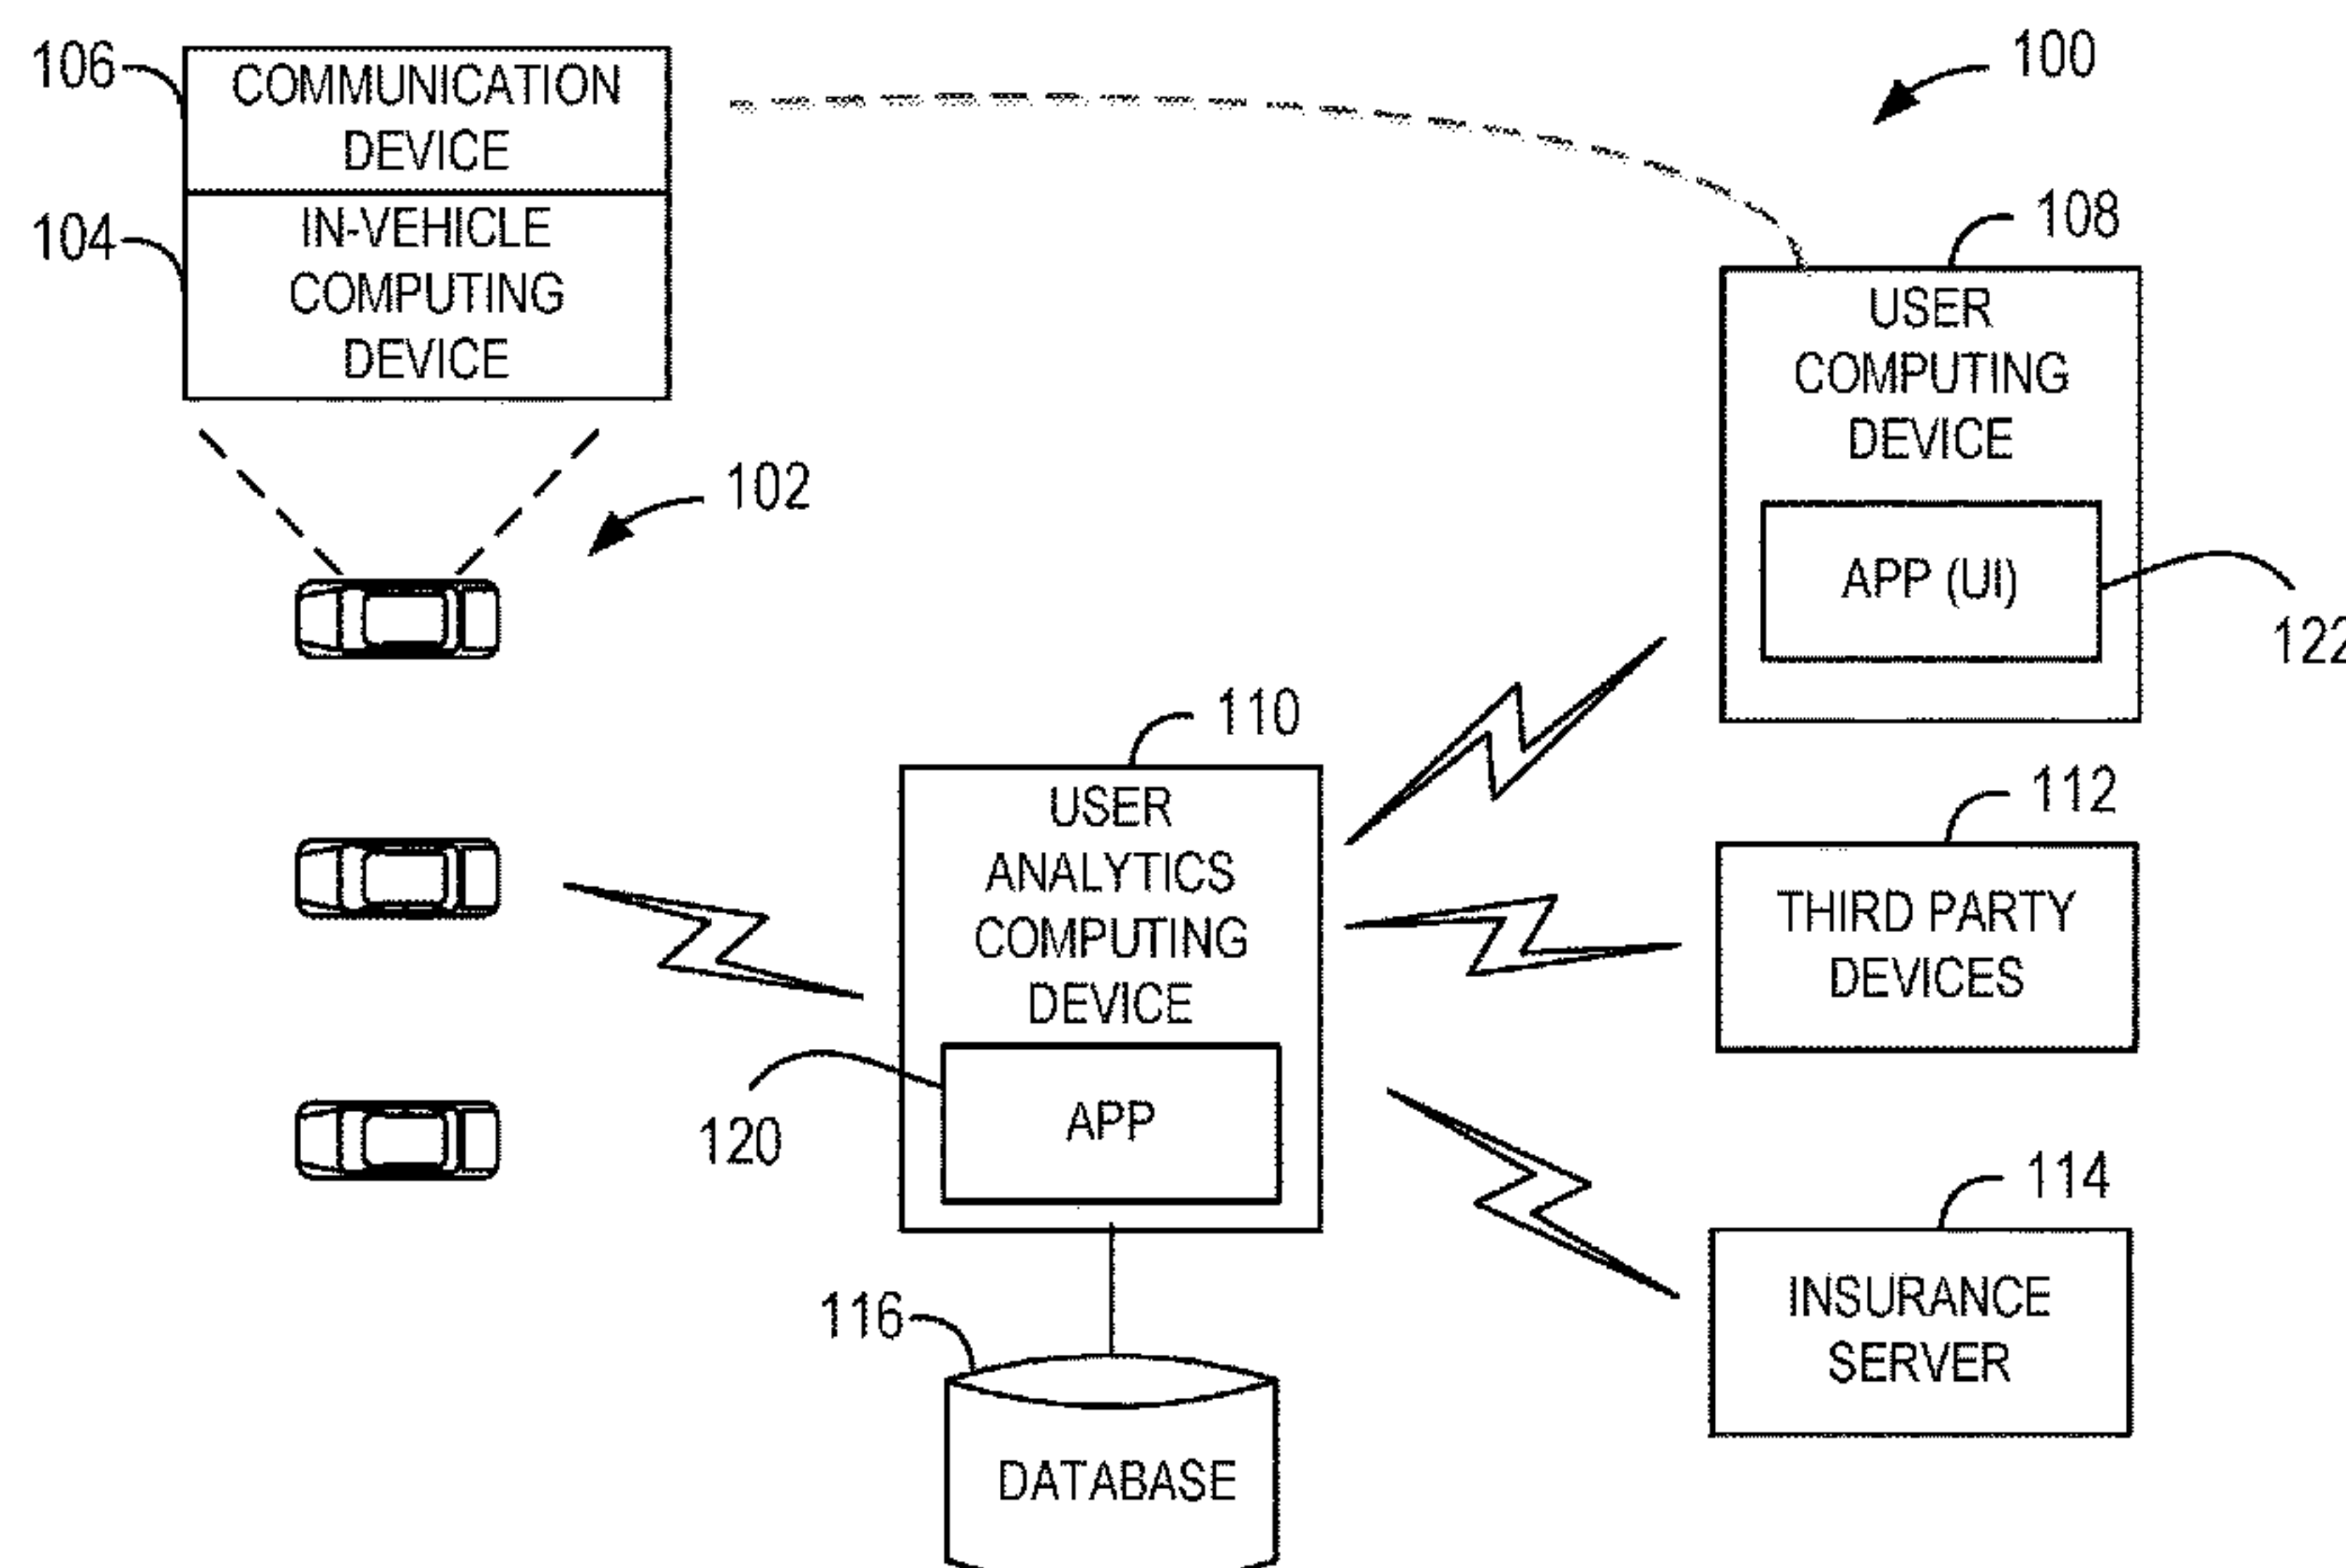 106
COMMUNICATION
DEVICE
104
IN-VEHICLE
COMPUTING
DEVICE
100
102
108
USER
COMPUTING
DEVICE
APP (UI)
122
110
USER
ANALYTICS
COMPUTING
DEVICE
120
APP
112
THIRD PARTY
DEVICES
114
INSURANCE
SERVER
116
DATABASE